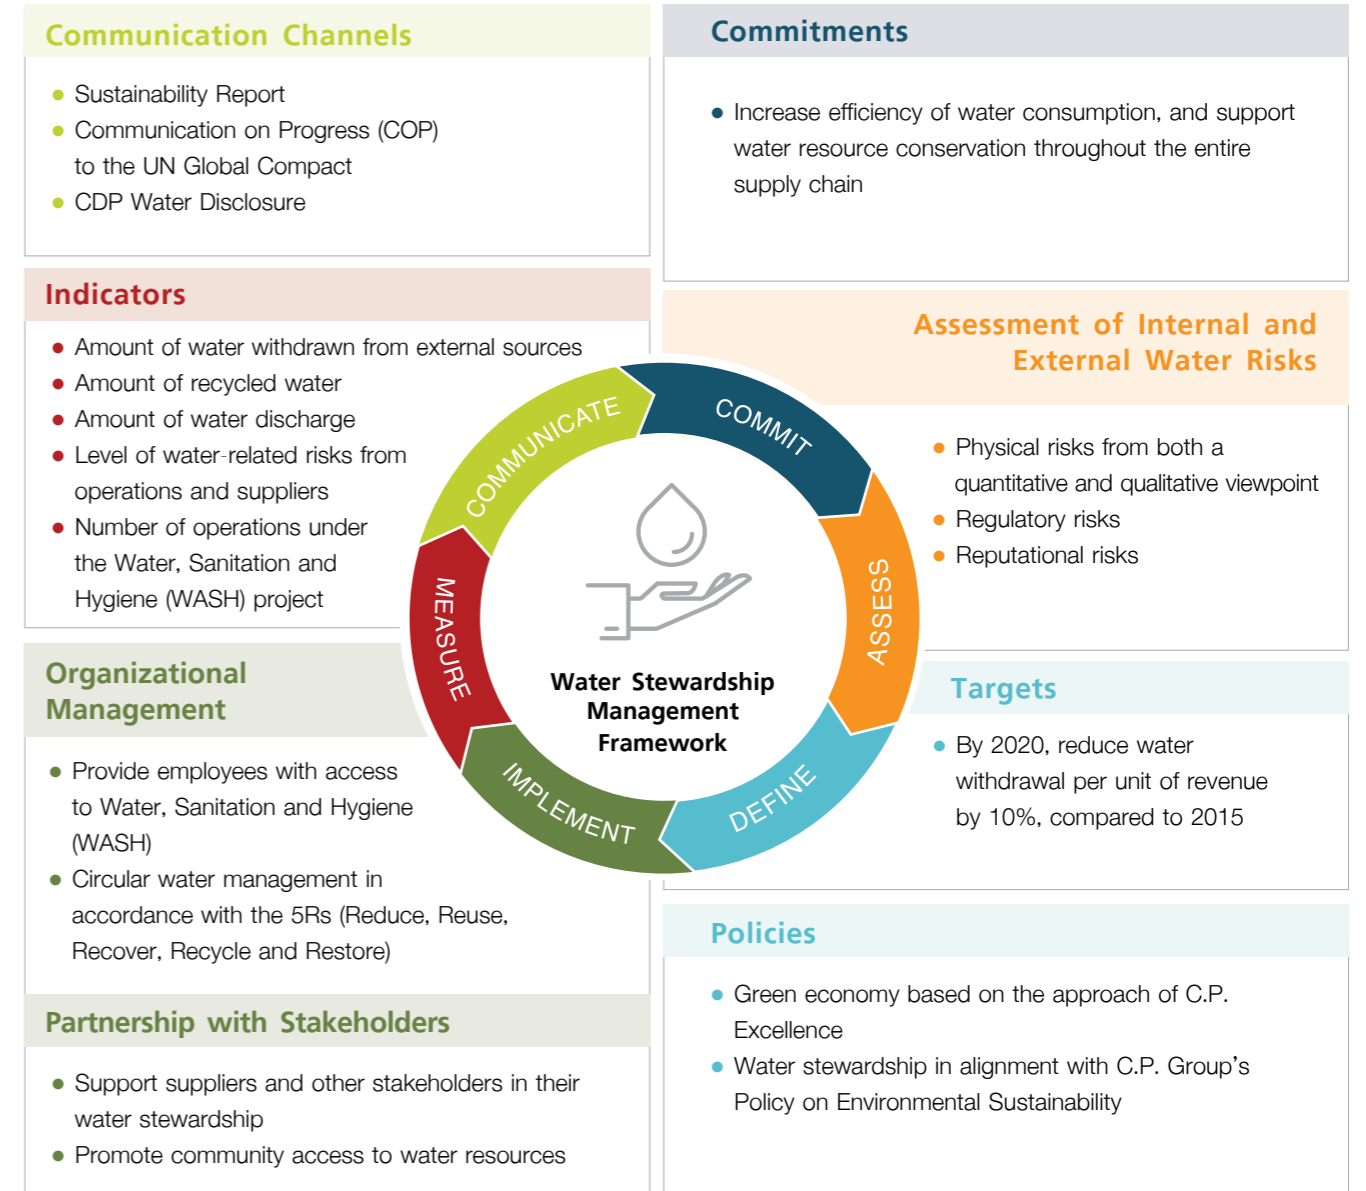 Communication Channels
Sustainability Report
Communication on Progress (COP)
to the UN Global Compact
CDP Water Disclosure
Commitments
Increase efficiency of water consumption, and support
water resource conservation throughout the entire
supply chain
Indicators
Amount of water withdrawn from external sources
Amount of recycled water
Amount of water discharge
Level of water-related risks from
operations and suppliers
Number of operations under
the Water, Sanitation and
Hygiene (WASH) project
Assessment of Internal and
External Water Risks
Physical risks from both a
quantitative and qualitative viewpoint
Regulatory risks
Reputational risks
COMMUNICATE
COMMIT
ASSESS
DEFINE
IMPLEMENT
MEASURE
Water Stewardship
Management
Framework
Organizational
Management
Provide employees with access
to Water, Sanitation and Hygiene
(WASH)
Circular water management in
accordance with the 5Rs (Reduce, Reuse,
Recover, Recycle and Restore)
Targets
By 2020, reduce water
withdrawal per unit of revenue
by 10%, compared to 2015
Partnership with Stakeholders
Support suppliers and other stakeholders in their
water stewardship
Promote community access to water resources
Policies
Green economy based on the approach of C.P.
Excellence
Water stewardship in alignment with C.P. Group's
Policy on Environmental Sustainability